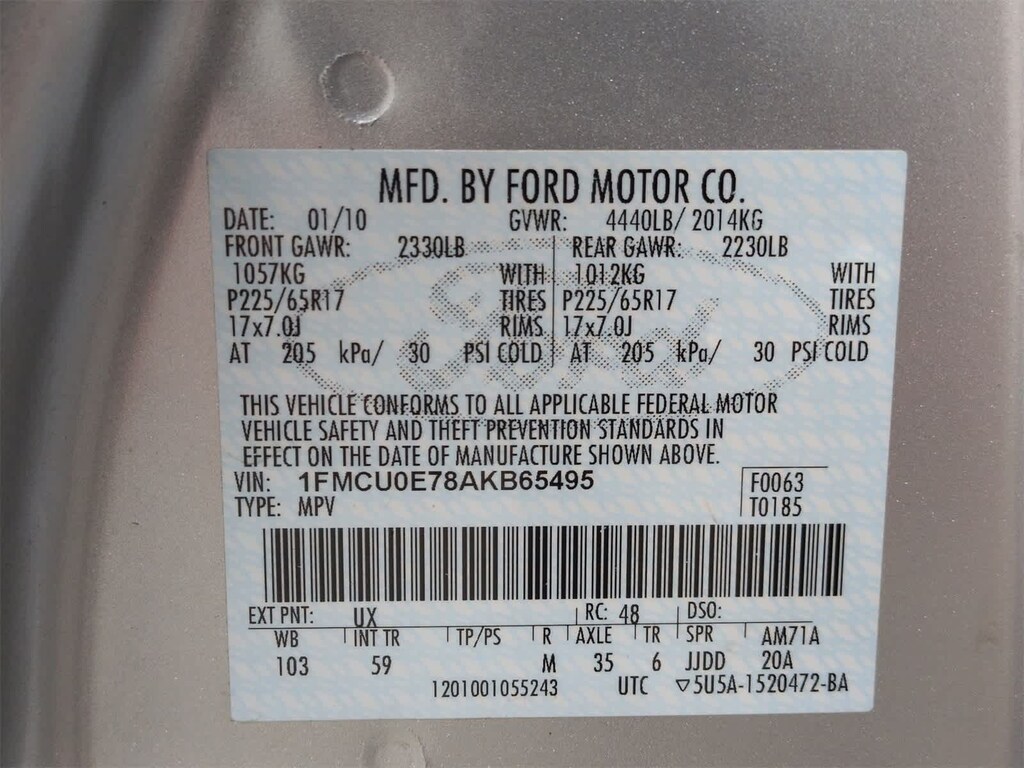 MFD. BY FORD MOTOR CO.
DATE: 01/10 GVWR: 4440LB/ 2014KG
FRONT GAWR: 2330LB REAR GAWR: 2230LB
1057KG WITH 1012KG WITH
P225/65R17 TIRES P225/65R17 TIRES
17x7.0J RIMS 17x7.0J RIMS
AT 205 kPa/ 30 PSI COLD AT 205 kPa/ 30 PSI COLD
Ford
THIS VEHICLE CONFORMS TO ALL APPLICABLE FEDERAL MOTOR
VEHICLE SAFETY AND THEFT PREVENTION STANDARDS IN
EFFECT ON THE DATE OF MANUFACTURE SHOWN ABOVE.
VIN: 1FMCU0E78AKB65495 F0063
TYPE: MPV T0185
EXT PNT: UX RC: 48 DSO:
WB INT TR TP/PS R AXLE TR SPR AM71A
103 59 M 35 6 JJDD 20A
1201001055243 UTC ▽5U5A-1520472-BA